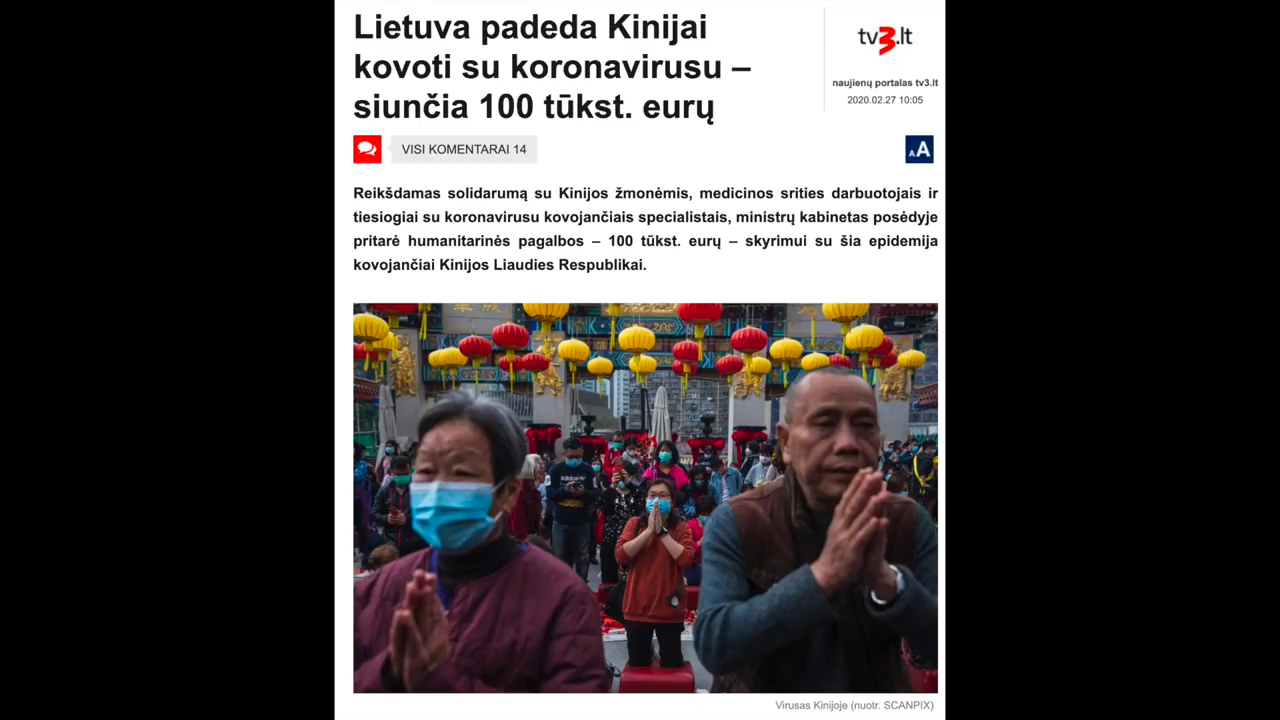 Lietuva padeda Kinijai
kovoti su koronavirusu –
siunčia 100 tūkst. eurų
tv3.lt
naujienų portalas tv3.lt
2020.02.27 10:05
VISI KOMENTARAI 14
AA
Reikšdamas solidarumą su Kinijos žmonėmis, medicinos srities darbuotojais ir
tiesiogiai su koronavirusu kovojančiais specialistais, ministrų kabinetas posėdyje
pritarė humanitarinės pagalbos – 100 tūkst. eurų – skyrimui su šia epidemija
kovojančiai Kinijos Liaudies Respublikai.
adidas
Virusas Kinijoje (nuotr. SCANPIX)